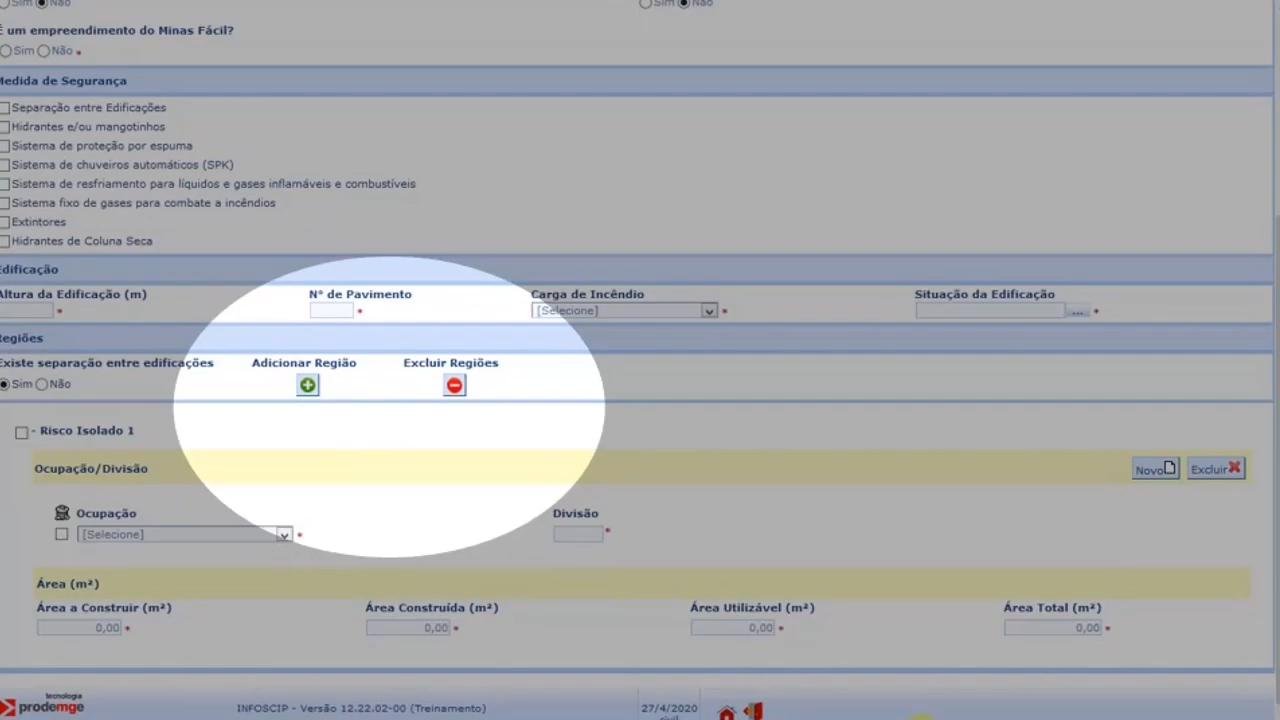 Sim Não Sim Não
É um empreendimento do Minas Fácil?
Sim Não *
Medida de Segurança
Separação entre Edificações
Hidrantes e/ou mangotinhos
Sistema de proteção por espuma
Sistema de chuveiros automáticos (SPK)
Sistema de resfriamento para líquidos e gases inflamáveis e combustíveis
Sistema fixo de gases para combate a incêndios
Extintores
Hidrantes de Coluna Seca
Edificação
Altura da Edificação (m) N° de Pavimento Carga de Incêndio Situação da Edificação
* * [Selecione] * ... *
Regiões
Existe separação entre edificações Adicionar Região Excluir Regiões
Sim Não
- Risco Isolado 1
Ocupação/Divisão Novo Excluir
Ocupação Divisão
[Selecione] * *
Área (m²)
Área a Construir (m²) Área Construída (m²) Área Utilizável (m²) Área Total (m²)
0,00 * 0,00 * 0,00 * 0,00 *
tecnologia
prodemge INFOSCIP - Versão 12.22.02-00 (Treinamento) 27/4/2020
civil